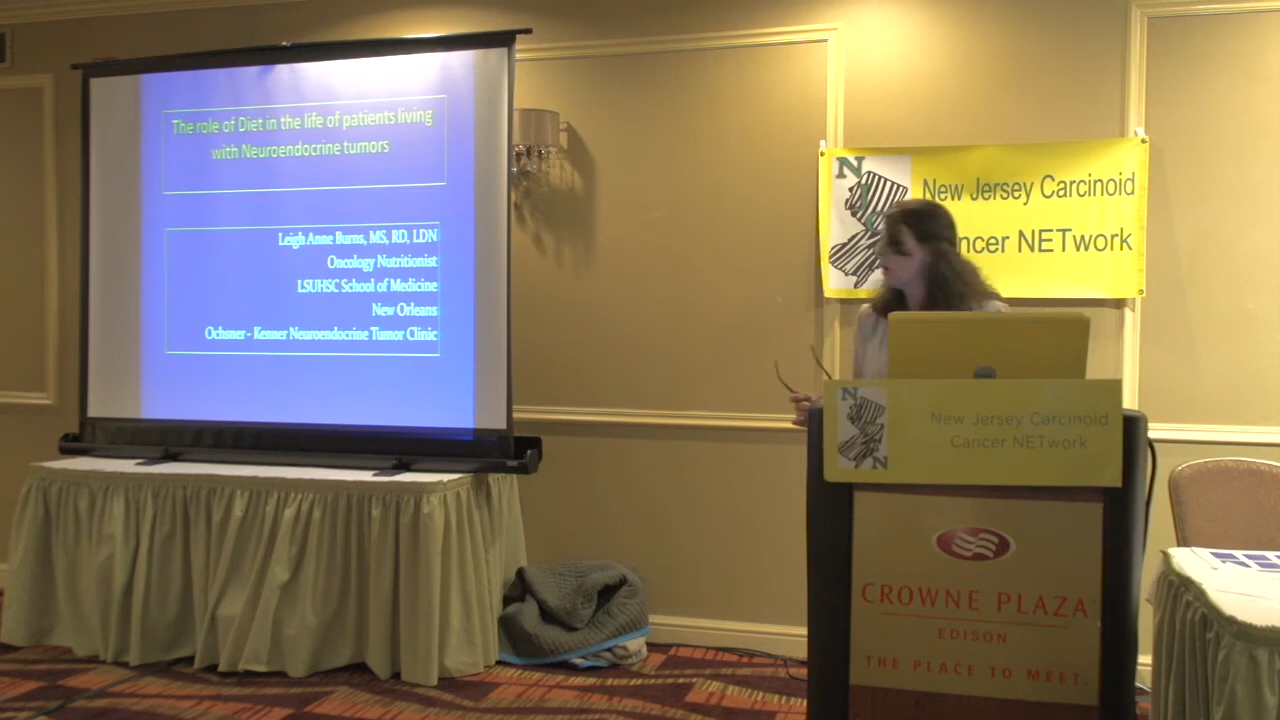 The role of Diet in the life of patients living
with Neuroendocrine tumors
Leigh Anne Burns, MS, RD, LDN
Oncology Nutritionist
LSUHSC School of Medicine
New Orleans
Ochsner - Kenner Neuroendocrine Tumor Clinic
N
J
C
New Jersey Carcinoid
ncer NETwork
N
J
C
N
New Jersey Carcinoid
Cancer NETwork
CROWNE PLAZA
EDISON
THE PLACE TO MEET.